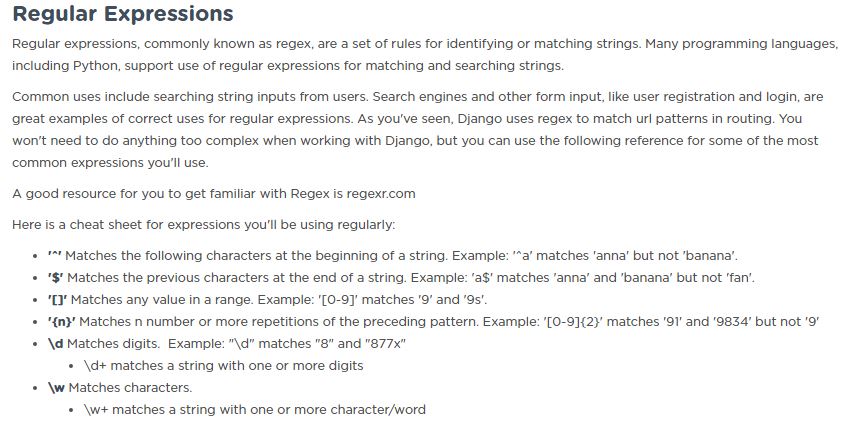 Regular Expressions
Regular expressions, commonly known as regex, are a set of rules for identifying or matching strings. Many programming languages,
including Python, support use of regular expressions for matching and searching strings.
Common uses include searching string inputs from users. Search engines and other form input, like user registration and login, are
great examples of correct uses for regular expressions. As you've seen, Django uses regex to match url patterns in routing. You
won't need to do anything too complex when working with Django, but you can use the following reference for some of the most
common expressions you'll use.
A good resource for you to get familiar with Regex is regexr.com
Here is a cheat sheet for expressions you'll be using regularly:
• '^' Matches the following characters at the beginning of a string. Example: '^a' matches 'anna' but not 'banana'.
• '$' Matches the previous characters at the end of a string. Example: 'a$' matches 'anna' and 'banana' but not 'fan'.
• '[]' Matches any value in a range. Example: '[0-9]' matches '9' and '9s'.
• '{n}' Matches n number or more repetitions of the preceding pattern. Example: '[0-9]{2}' matches '91' and '9834' but not '9'
• \d Matches digits.  Example: "\d" matches "8" and "877x"
• \d+ matches a string with one or more digits
• \w Matches characters.
• \w+ matches a string with one or more character/word